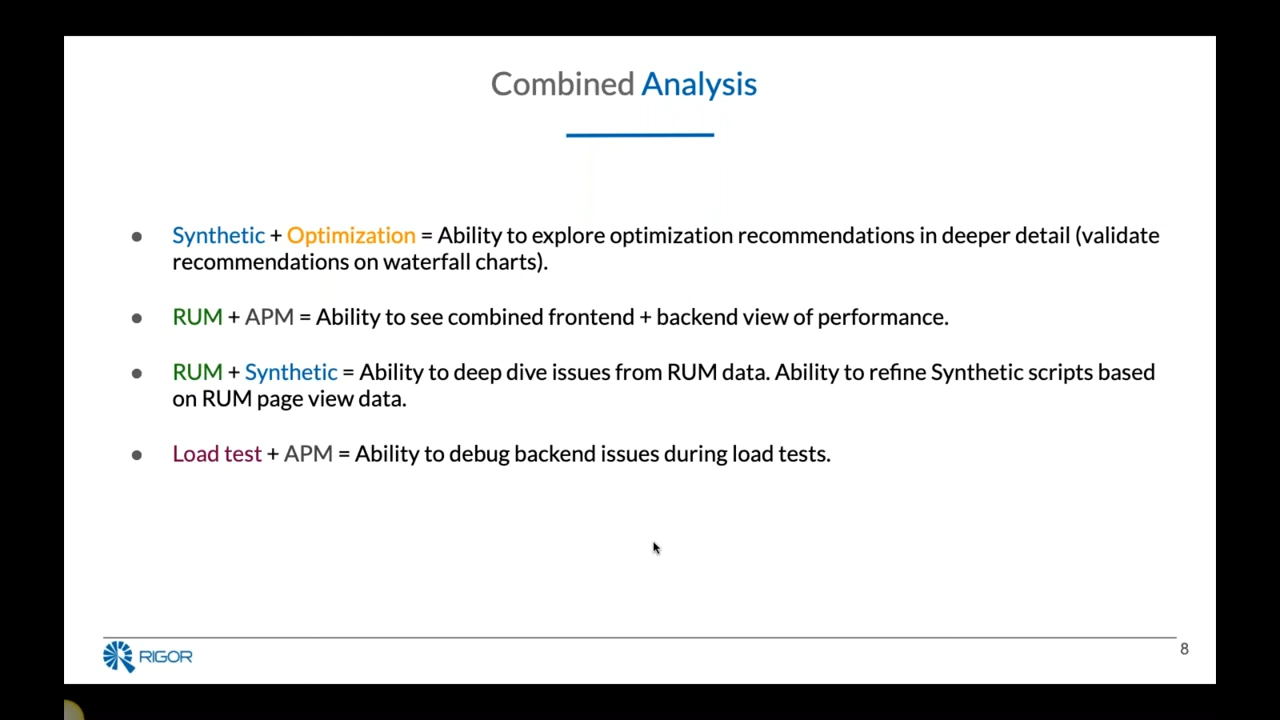 Combined Analysis
● Synthetic + Optimization = Ability to explore optimization recommendations in deeper detail (validate
recommendations on waterfall charts).
● RUM + APM = Ability to see combined frontend + backend view of performance.
● RUM + Synthetic = Ability to deep dive issues from RUM data. Ability to refine Synthetic scripts based
on RUM page view data.
● Load test + APM = Ability to debug backend issues during load tests.
RIGOR
8